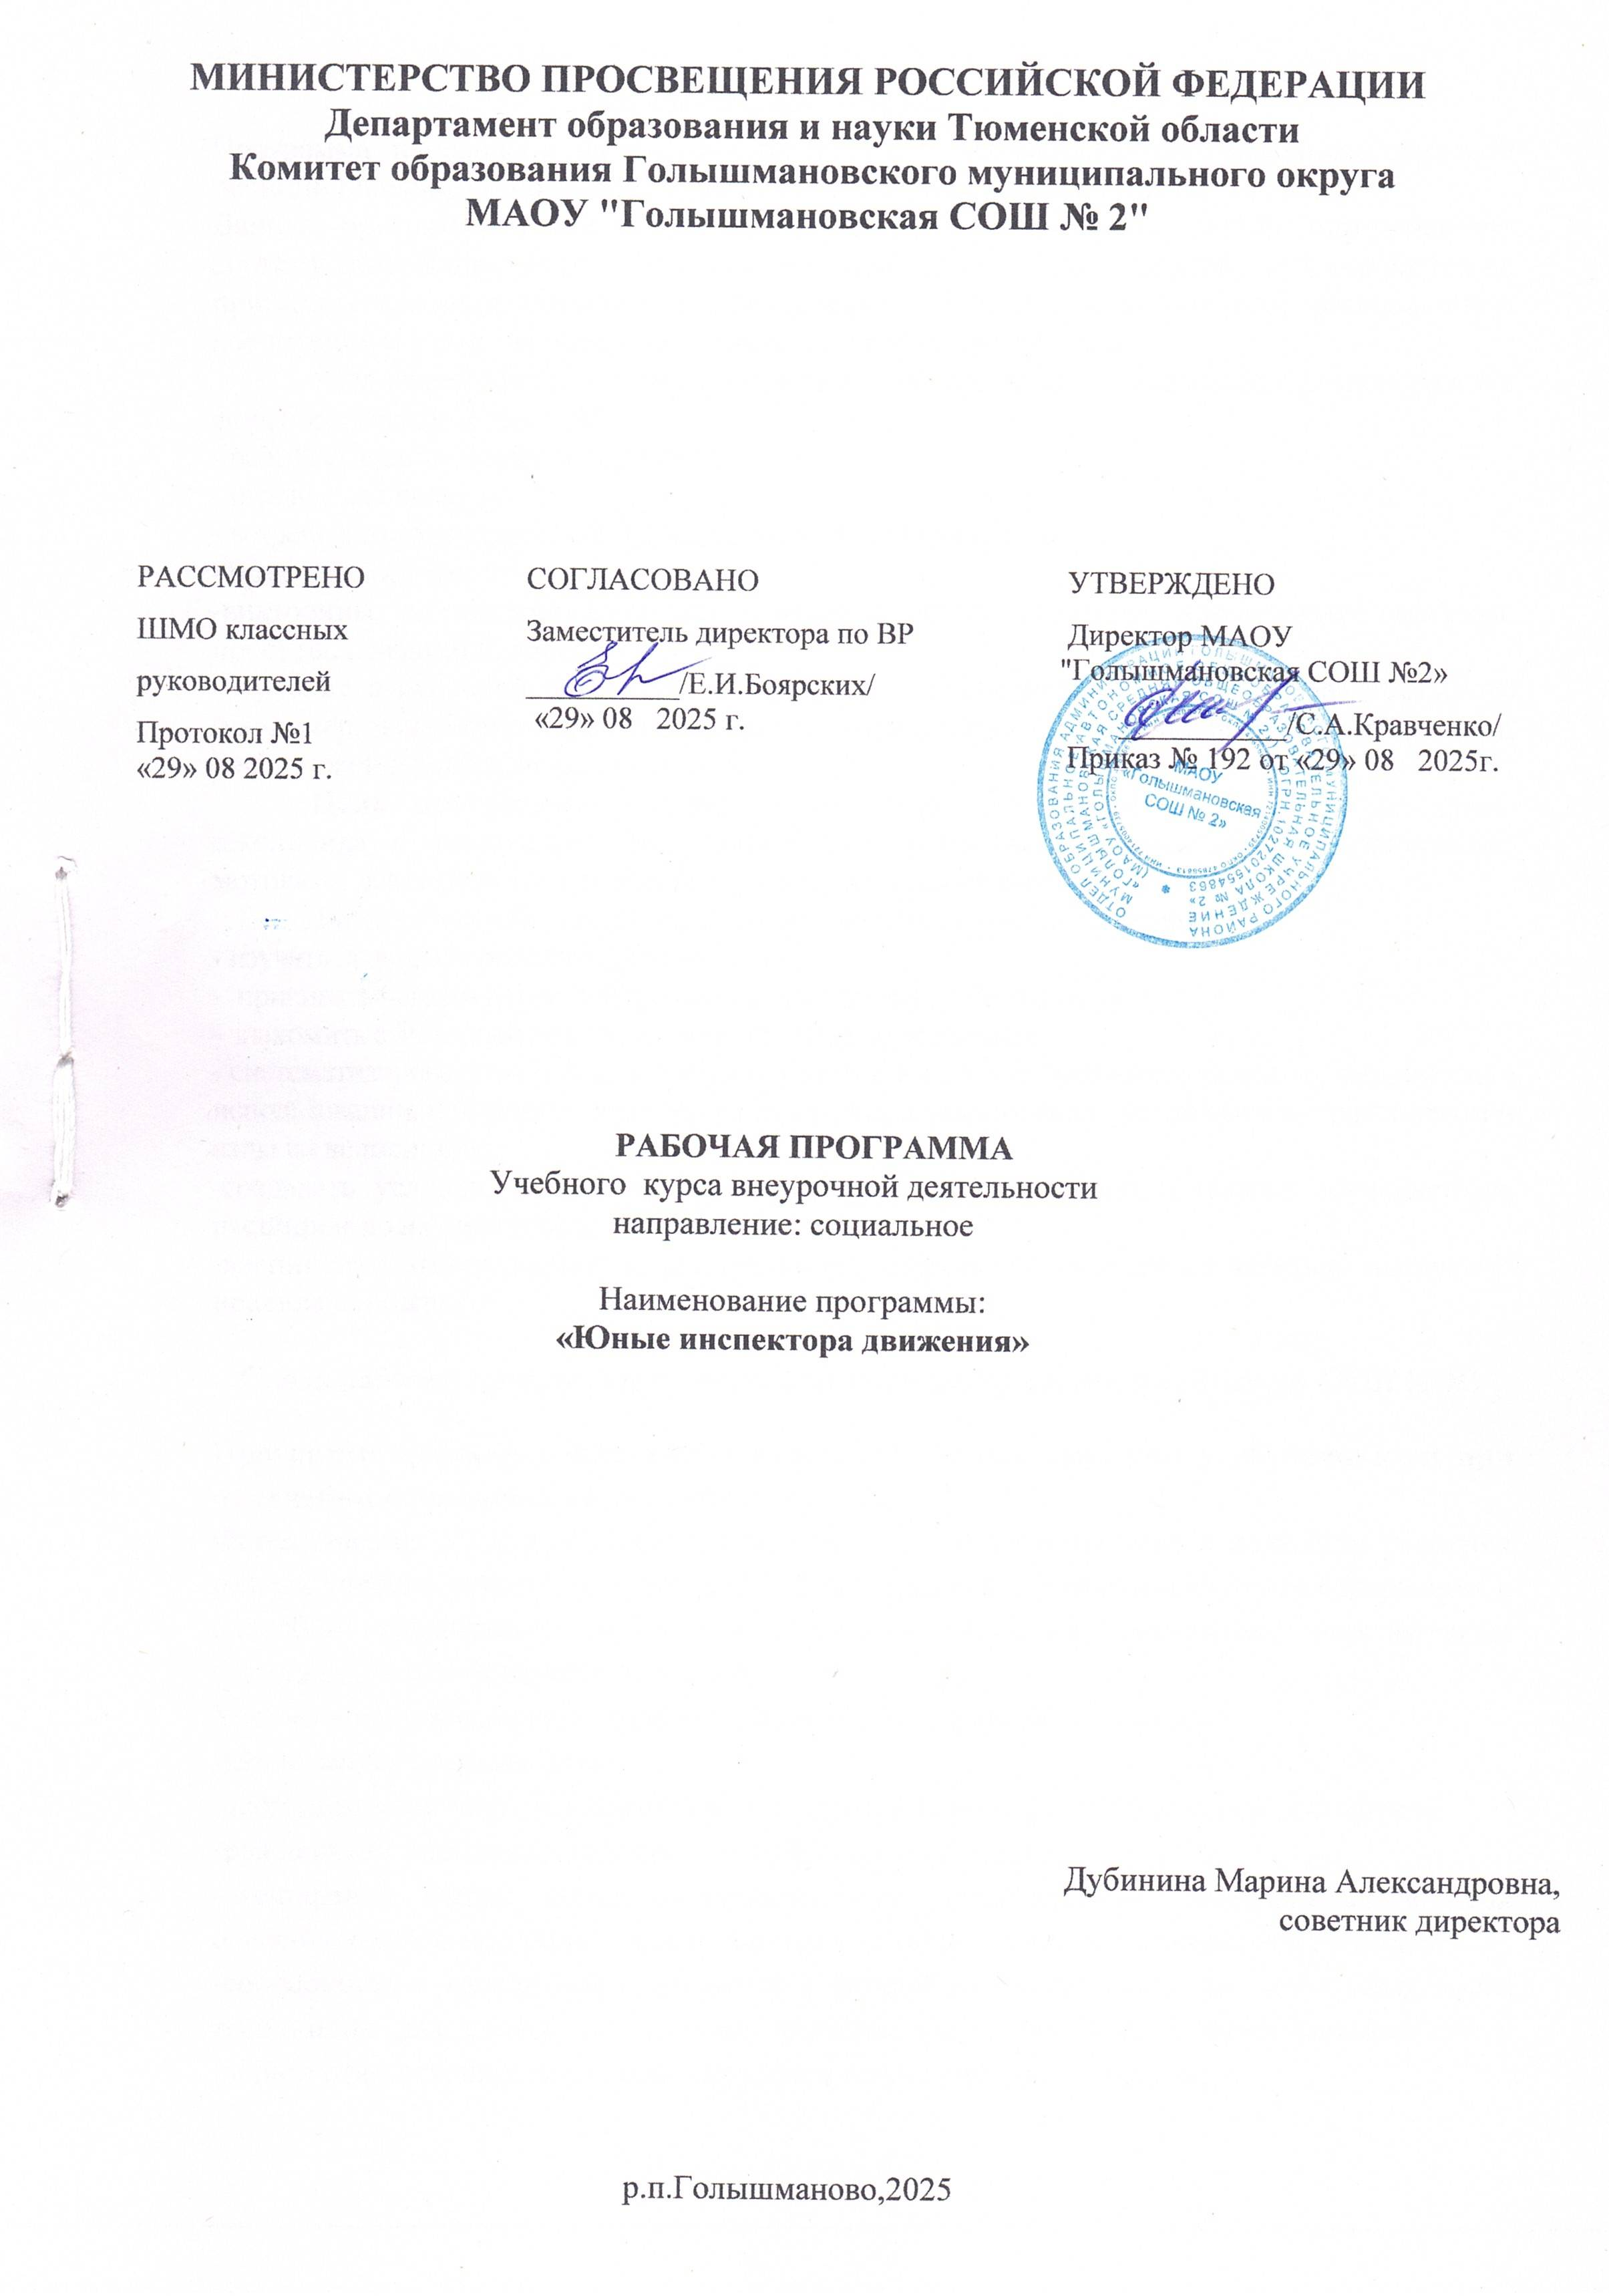 МИНИСТЕРСТВО ПРОСВЕЩЕНИЯ РОССИЙСКОЙ ФЕДЕРАЦИИ
Департамент образования и науки Тюменской области
Комитет образования Голышмановского муниципального округа
МАОУ "Голышмановская СОШ № 2"
РАССМОТРЕНО
ШМО классных
руководителей
Протокол №1
«29» 08 2025 г.
СОГЛАСОВАНО
Заместитель директора по ВР
/Е.И.Боярских/
«29» 08 2025 г.
УТВЕРЖДЕНО
Директор МАОУ
"Голышмановская СОШ №2»
/С.А.Кравченко/
Приказ № 192 от «29» 08 2025г.
МАОУ
«Голышмановская
СОШ № 2»
РАБОЧАЯ ПРОГРАММА
Учебного курса внеурочной деятельности
направление: социальное
Наименование программы:
«Юные инспектора движения»
Дубинина Марина Александровна,
советник директора
р.п.Голышманово,2025